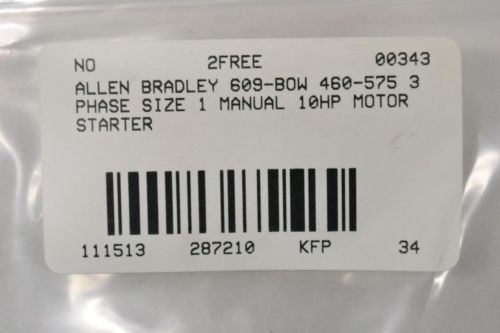 NO 2FREE 00343
ALLEN BRADLEY 609-BOW 460-575 3
PHASE SIZE 1 MANUAL 10HP MOTOR
STARTER
111513 287210 KFP 34